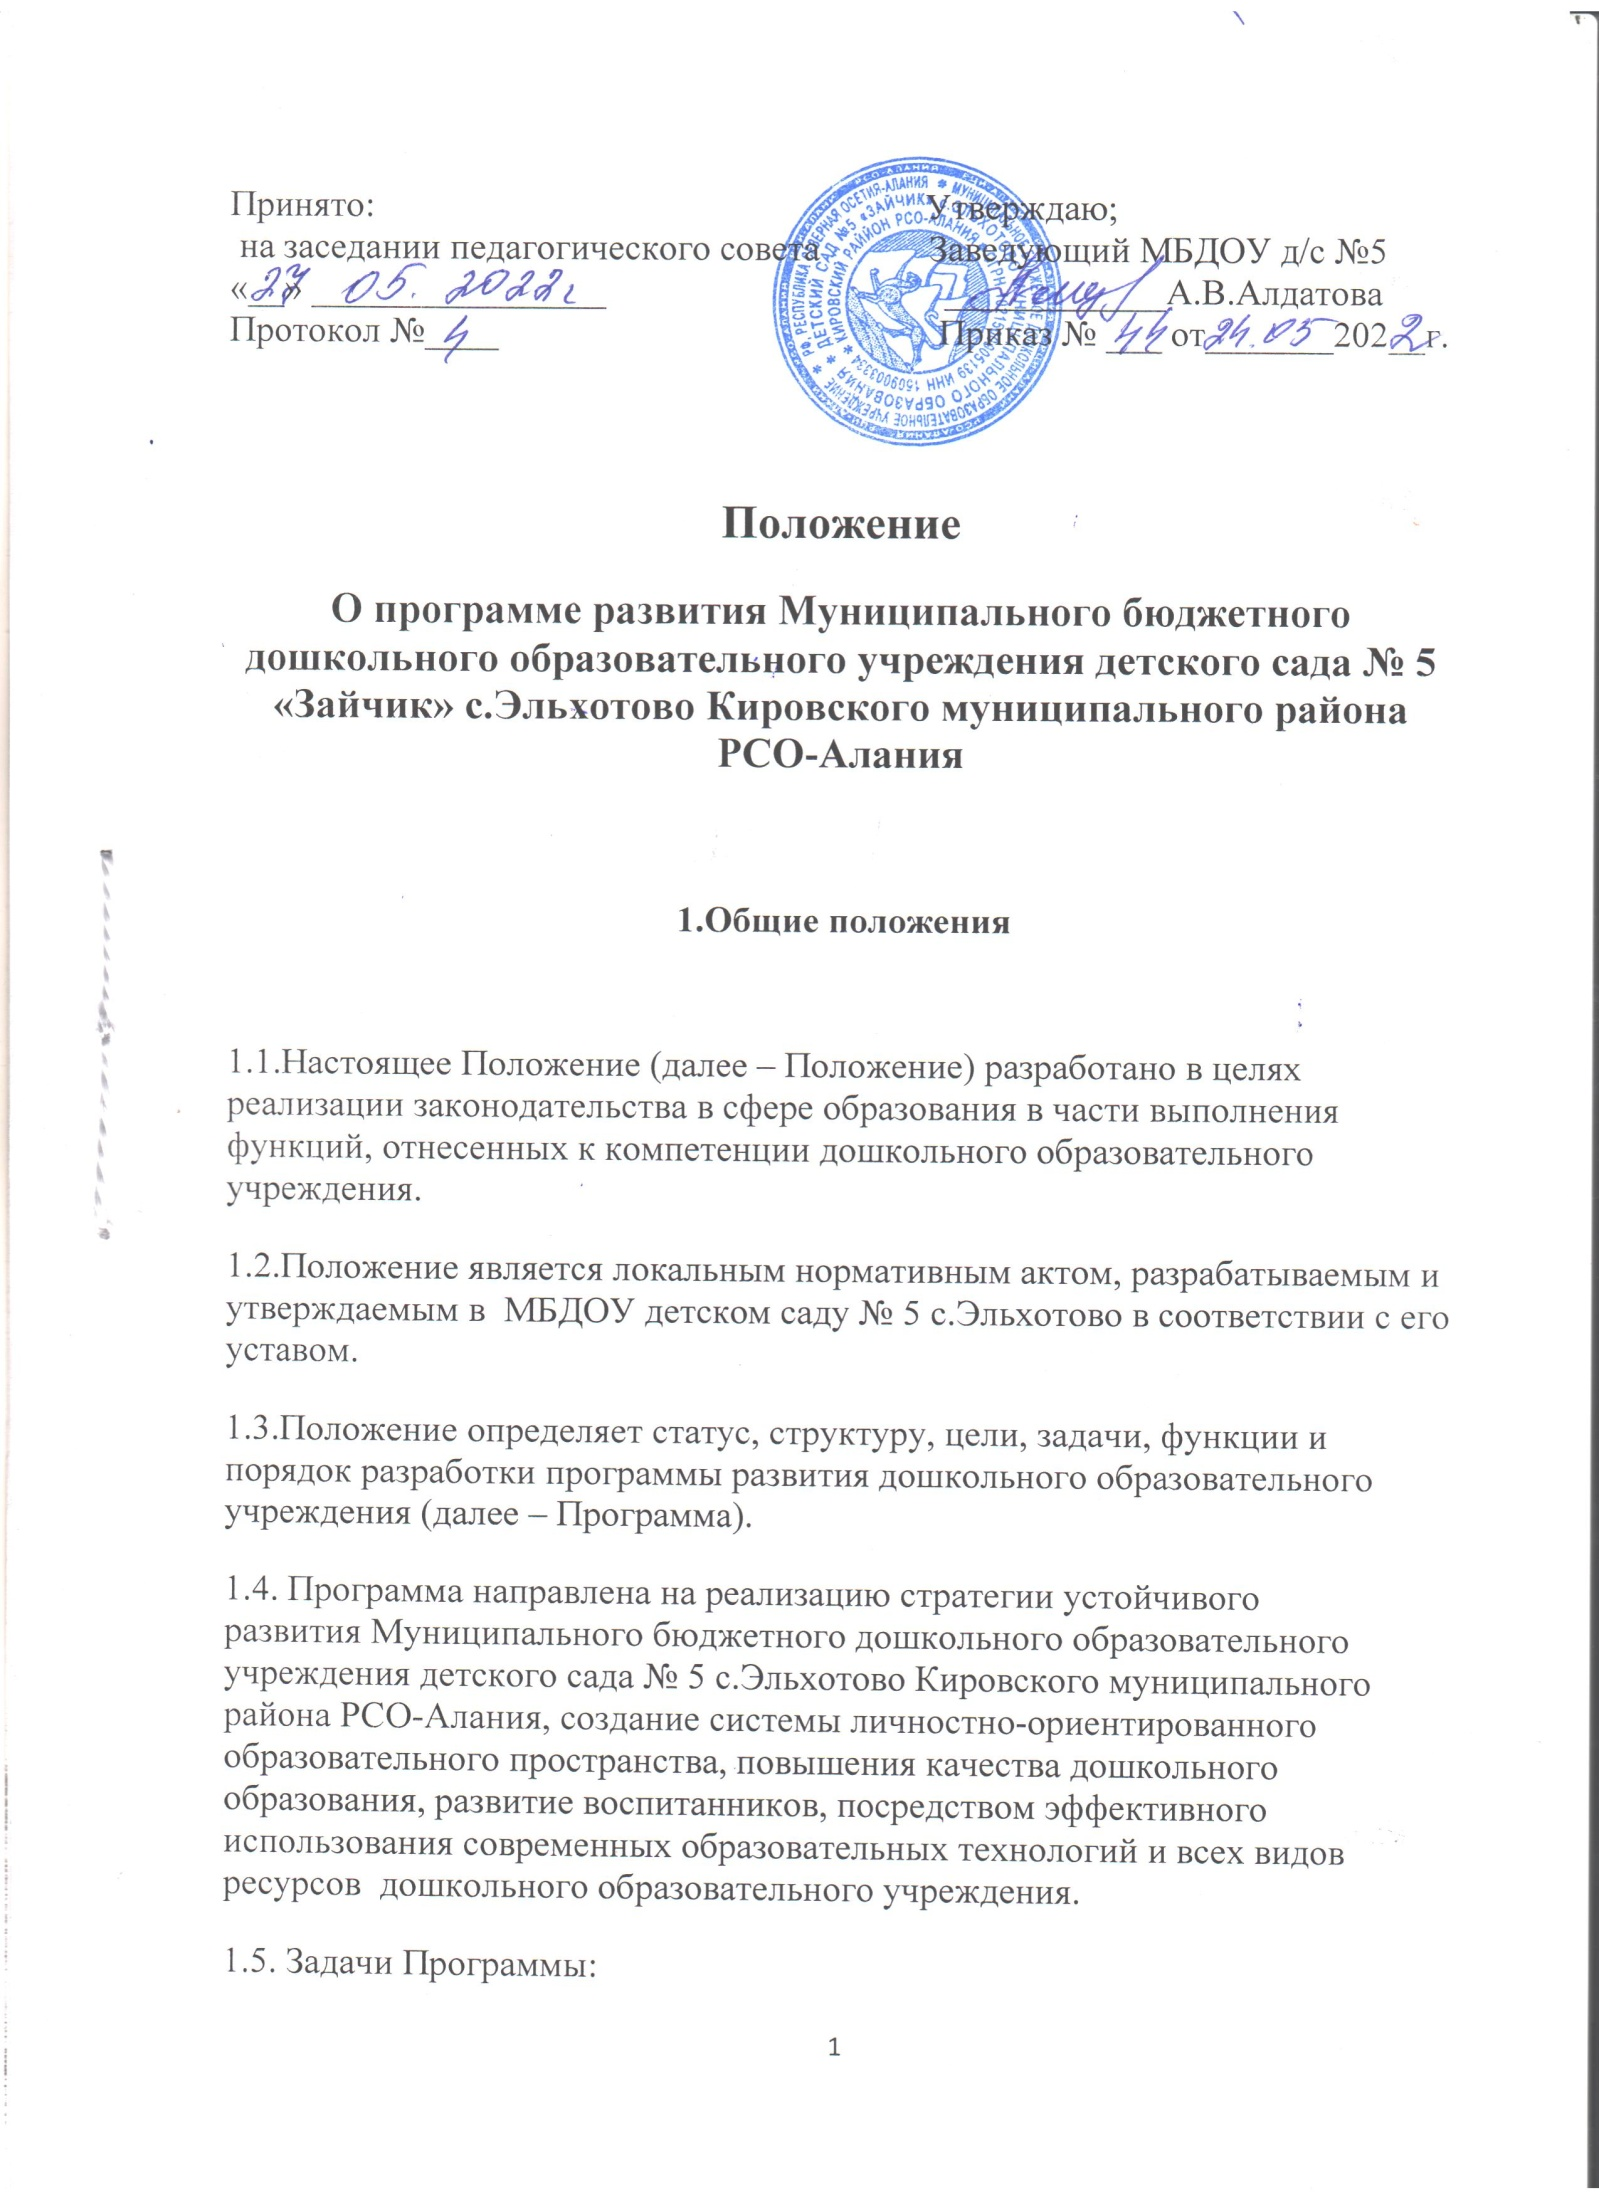 Принято:
на заседании педагогического совета
«27» 05. 2022г
Протокол № 4
Утверждаю;
Заведующий МБДОУ д/с №5
А.В.Алдатова
Приказ № 44 от 24.05 2022г.
Положение
О программе развития Муниципального бюджетного
дошкольного образовательного учреждения детского сада № 5
«Зайчик» с.Эльхотово Кировского муниципального района
РСО-Алания
1.Общие положения
1.1.Настоящее Положение (далее – Положение) разработано в целях
реализации законодательства в сфере образования в части выполнения
функций, отнесенных к компетенции дошкольного образовательного
учреждения.
1.2.Положение является локальным нормативным актом, разрабатываемым и
утверждаемым в МБДОУ детском саду № 5 с.Эльхотово в соответствии с его
уставом.
1.3.Положение определяет статус, структуру, цели, задачи, функции и
порядок разработки программы развития дошкольного образовательного
учреждения (далее – Программа).
1.4. Программа направлена на реализацию стратегии устойчивого
развития Муниципального бюджетного дошкольного образовательного
учреждения детского сада № 5 с.Эльхотово Кировского муниципального
района РСО-Алания, создание системы личностно-ориентированного
образовательного пространства, повышения качества дошкольного
образования, развитие воспитанников, посредством эффективного
использования современных образовательных технологий и всех видов
ресурсов дошкольного образовательного учреждения.
1.5. Задачи Программы:
1